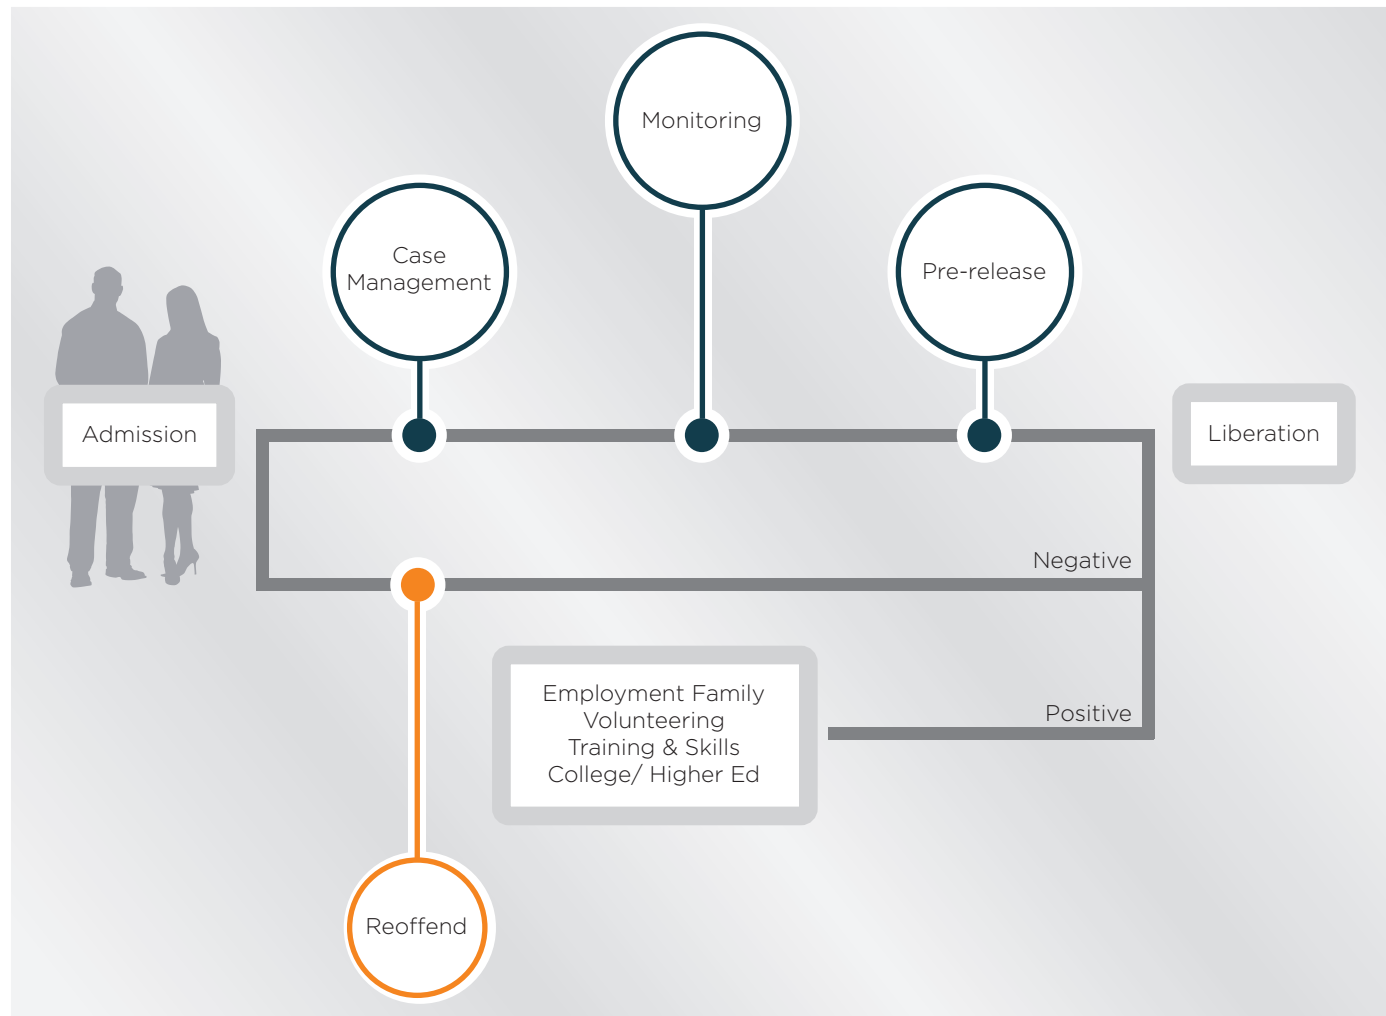 Monitoring
Case
Management
Pre-release
Admission
Liberation
Negative
Employment Family
Volunteering
Training & Skills
College/ Higher Ed
Positive
Reoffend